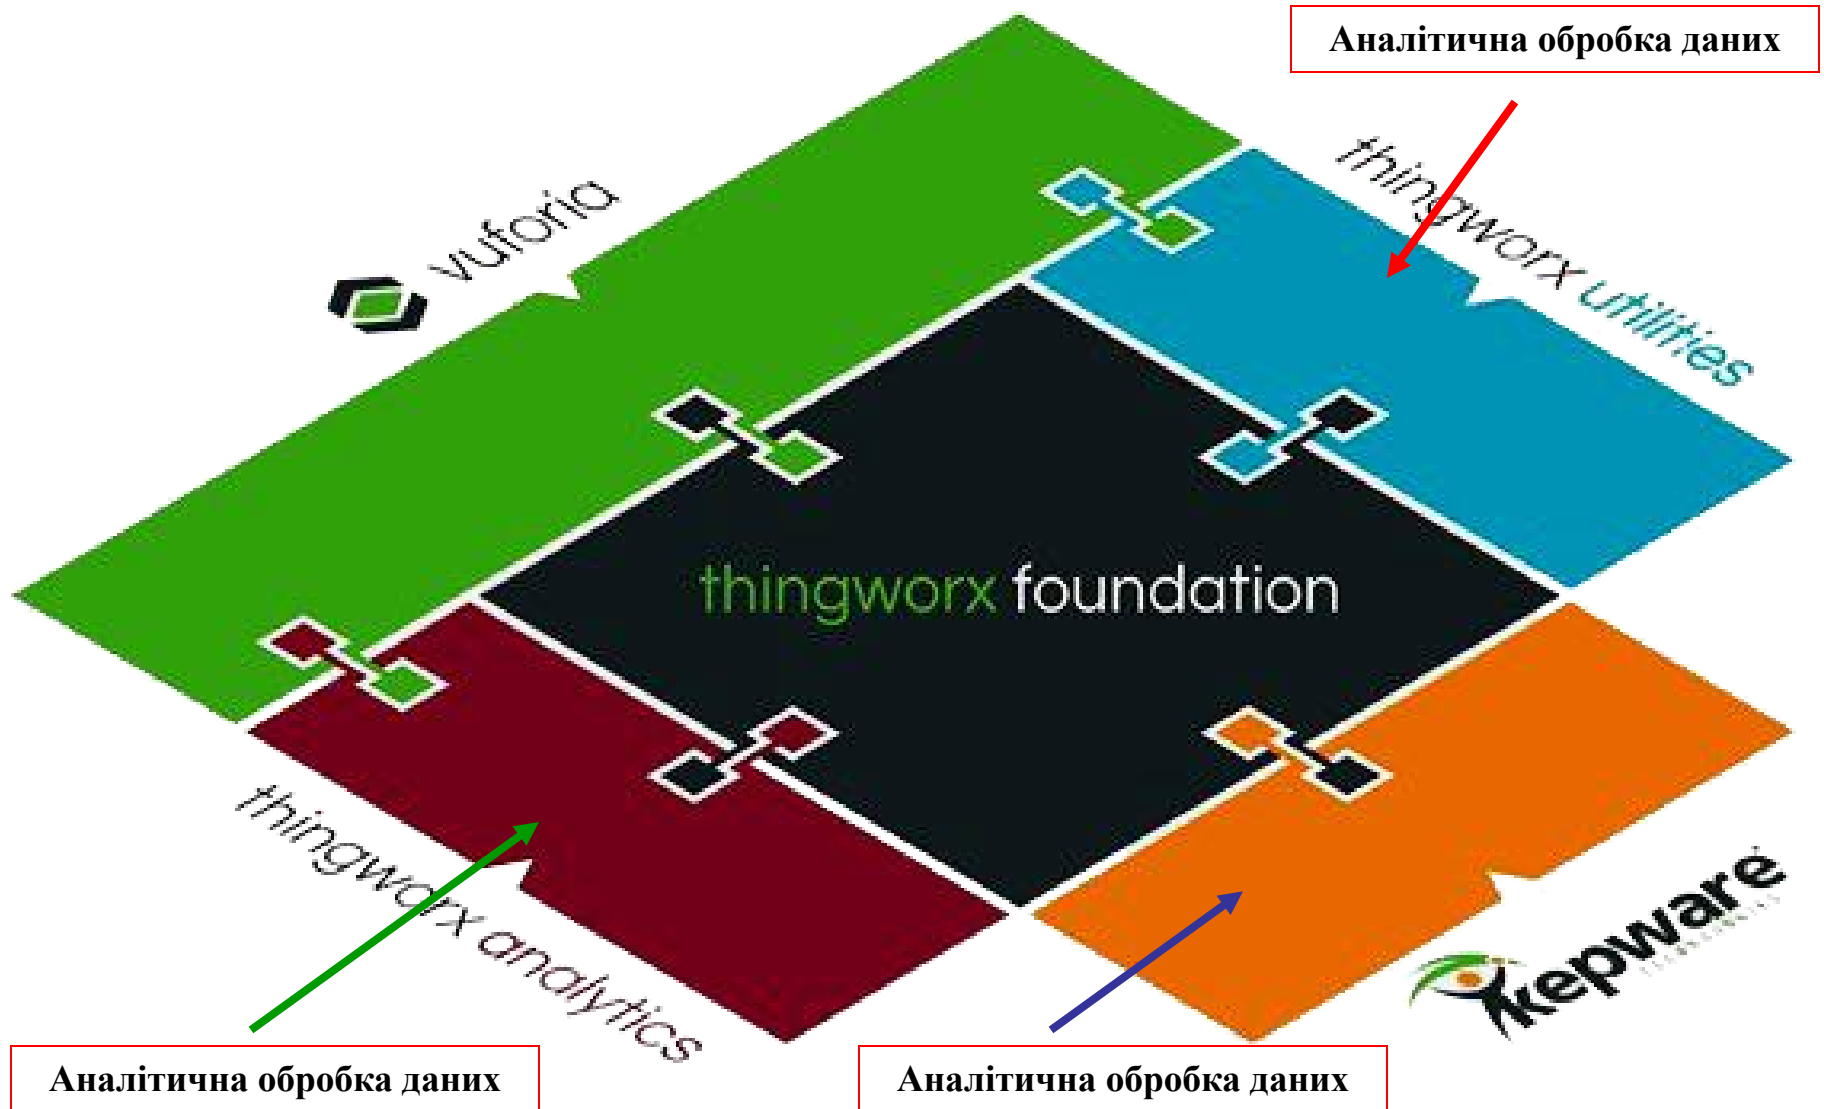 Аналітична обробка даних
thingworx utilities
vuforia
thingworx foundation
thingworx analytics
kepware
Аналітична обробка даних
Аналітична обробка даних